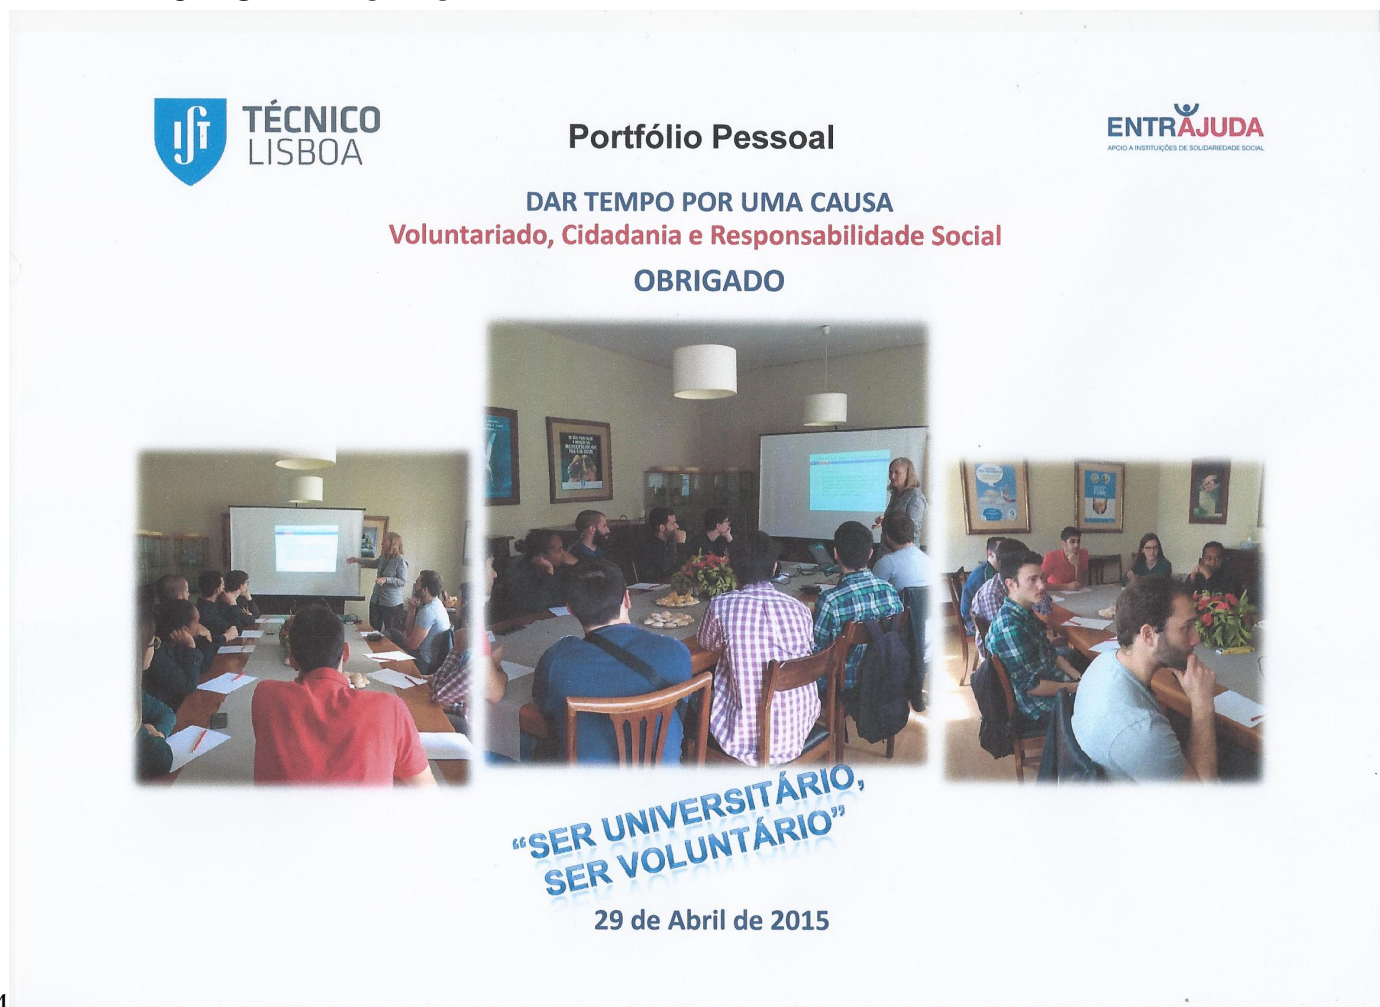 IST
TÉCNICO
LISBOA
Portfólio Pessoal
ENTRAJUDA
APOIO A INSTITUIÇÕES DE SOLIDARIEDADE SOCIAL
DAR TEMPO POR UMA CAUSA
Voluntariado, Cidadania e Responsabilidade Social
OBRIGADO
“SER UNIVERSITÁRIO,
SER VOLUNTÁRIO”
29 de Abril de 2015